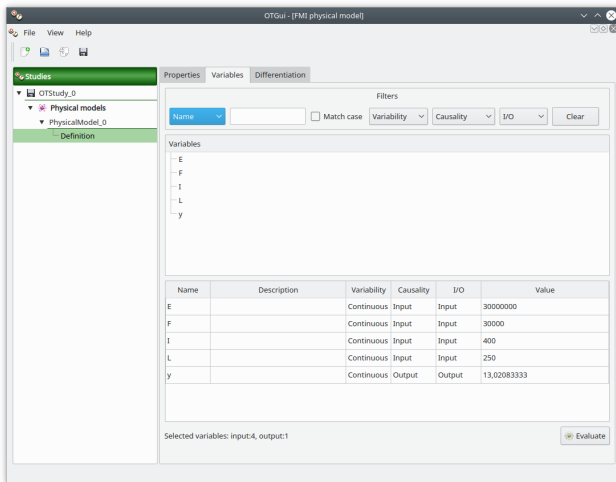 OTGui - [FMI physical model]
File View Help
Studies
OTStudy_0
Physical models
PhysicalModel_0
Definition
Properties Variables Differentiation
Filters
Name Match case Variability Causality I/O Clear
Variables
E
F
I
L
y
Name Description Variability Causality I/O Value
E Continuous Input Input 30000000
F Continuous Input Input 30000
I Continuous Input Input 400
L Continuous Input Input 250
y Continuous Output Output 13,02083333
Selected variables: input:4, output:1
Evaluate